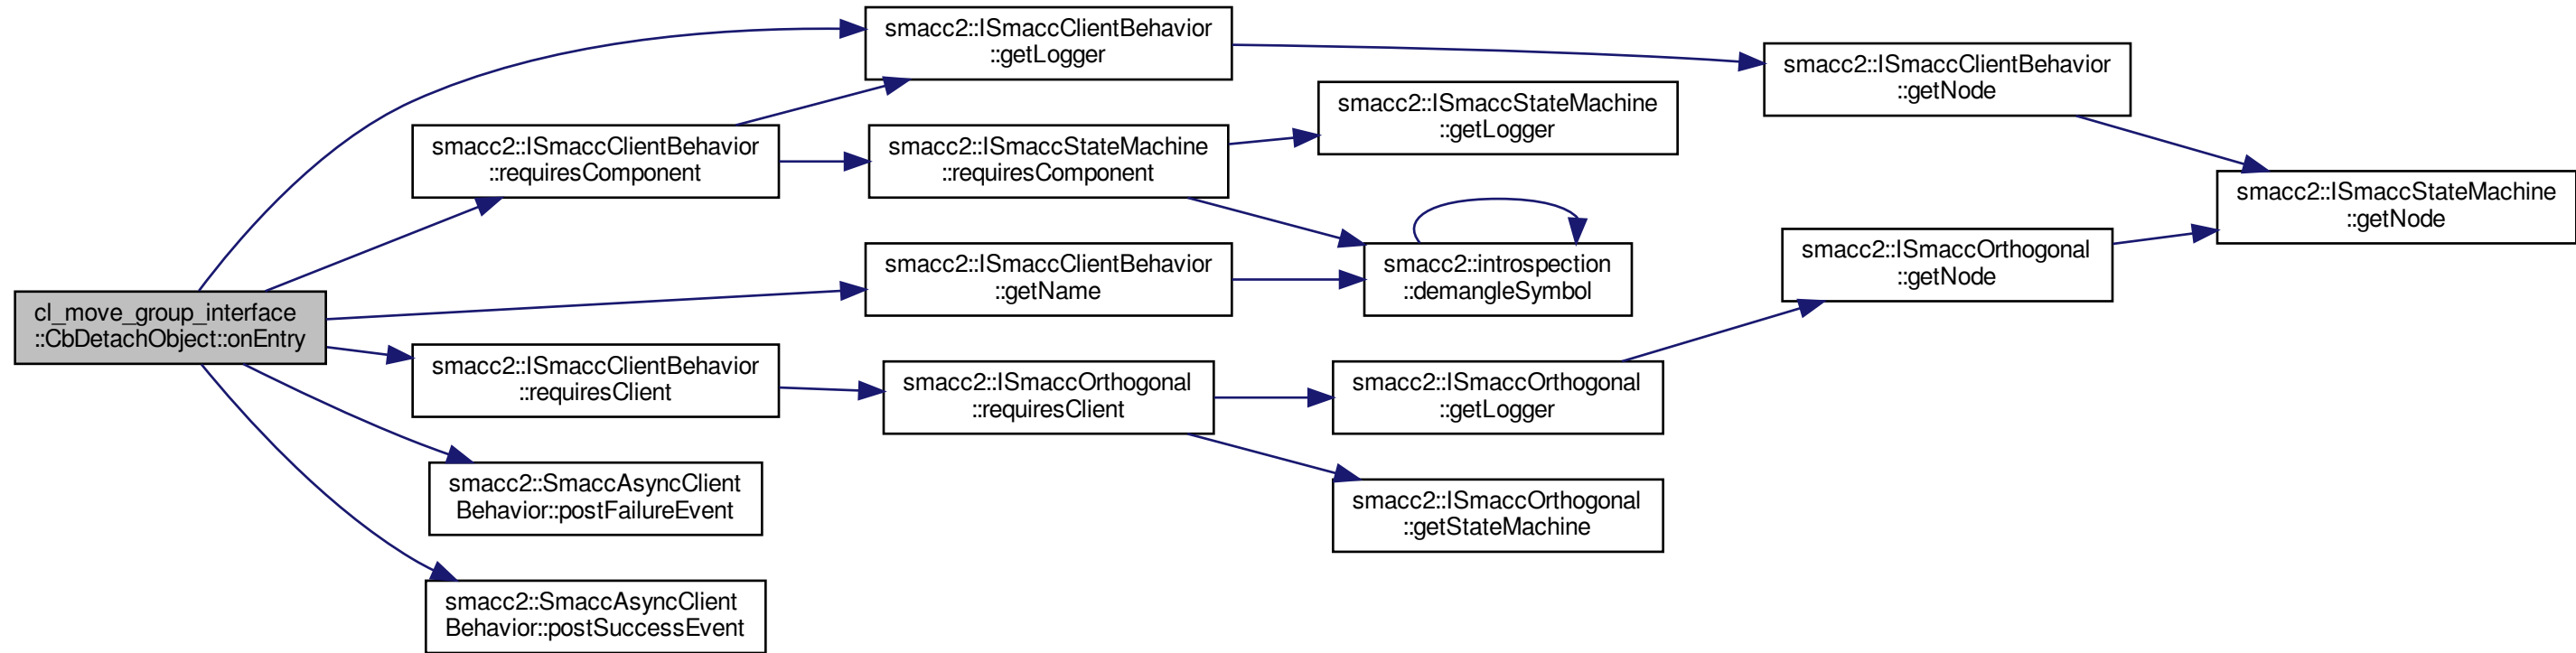 smacc2::ISmaccClientBehavior
::getLogger
smacc2::ISmaccClientBehavior
::getNode
smacc2::ISmaccStateMachine
::getLogger
smacc2::ISmaccClientBehavior
::requiresComponent
smacc2::ISmaccStateMachine
::requiresComponent
smacc2::ISmaccStateMachine
::getNode
smacc2::ISmaccClientBehavior
::getName
smacc2::introspection
::demangleSymbol
smacc2::ISmaccOrthogonal
::getNode
cl_move_group_interface
::CbDetachObject::onEntry
smacc2::ISmaccClientBehavior
::requiresClient
smacc2::ISmaccOrthogonal
::requiresClient
smacc2::ISmaccOrthogonal
::getLogger
smacc2::SmaccAsyncClient
Behavior::postFailureEvent
smacc2::ISmaccOrthogonal
::getStateMachine
smacc2::SmaccAsyncClient
Behavior::postSuccessEvent